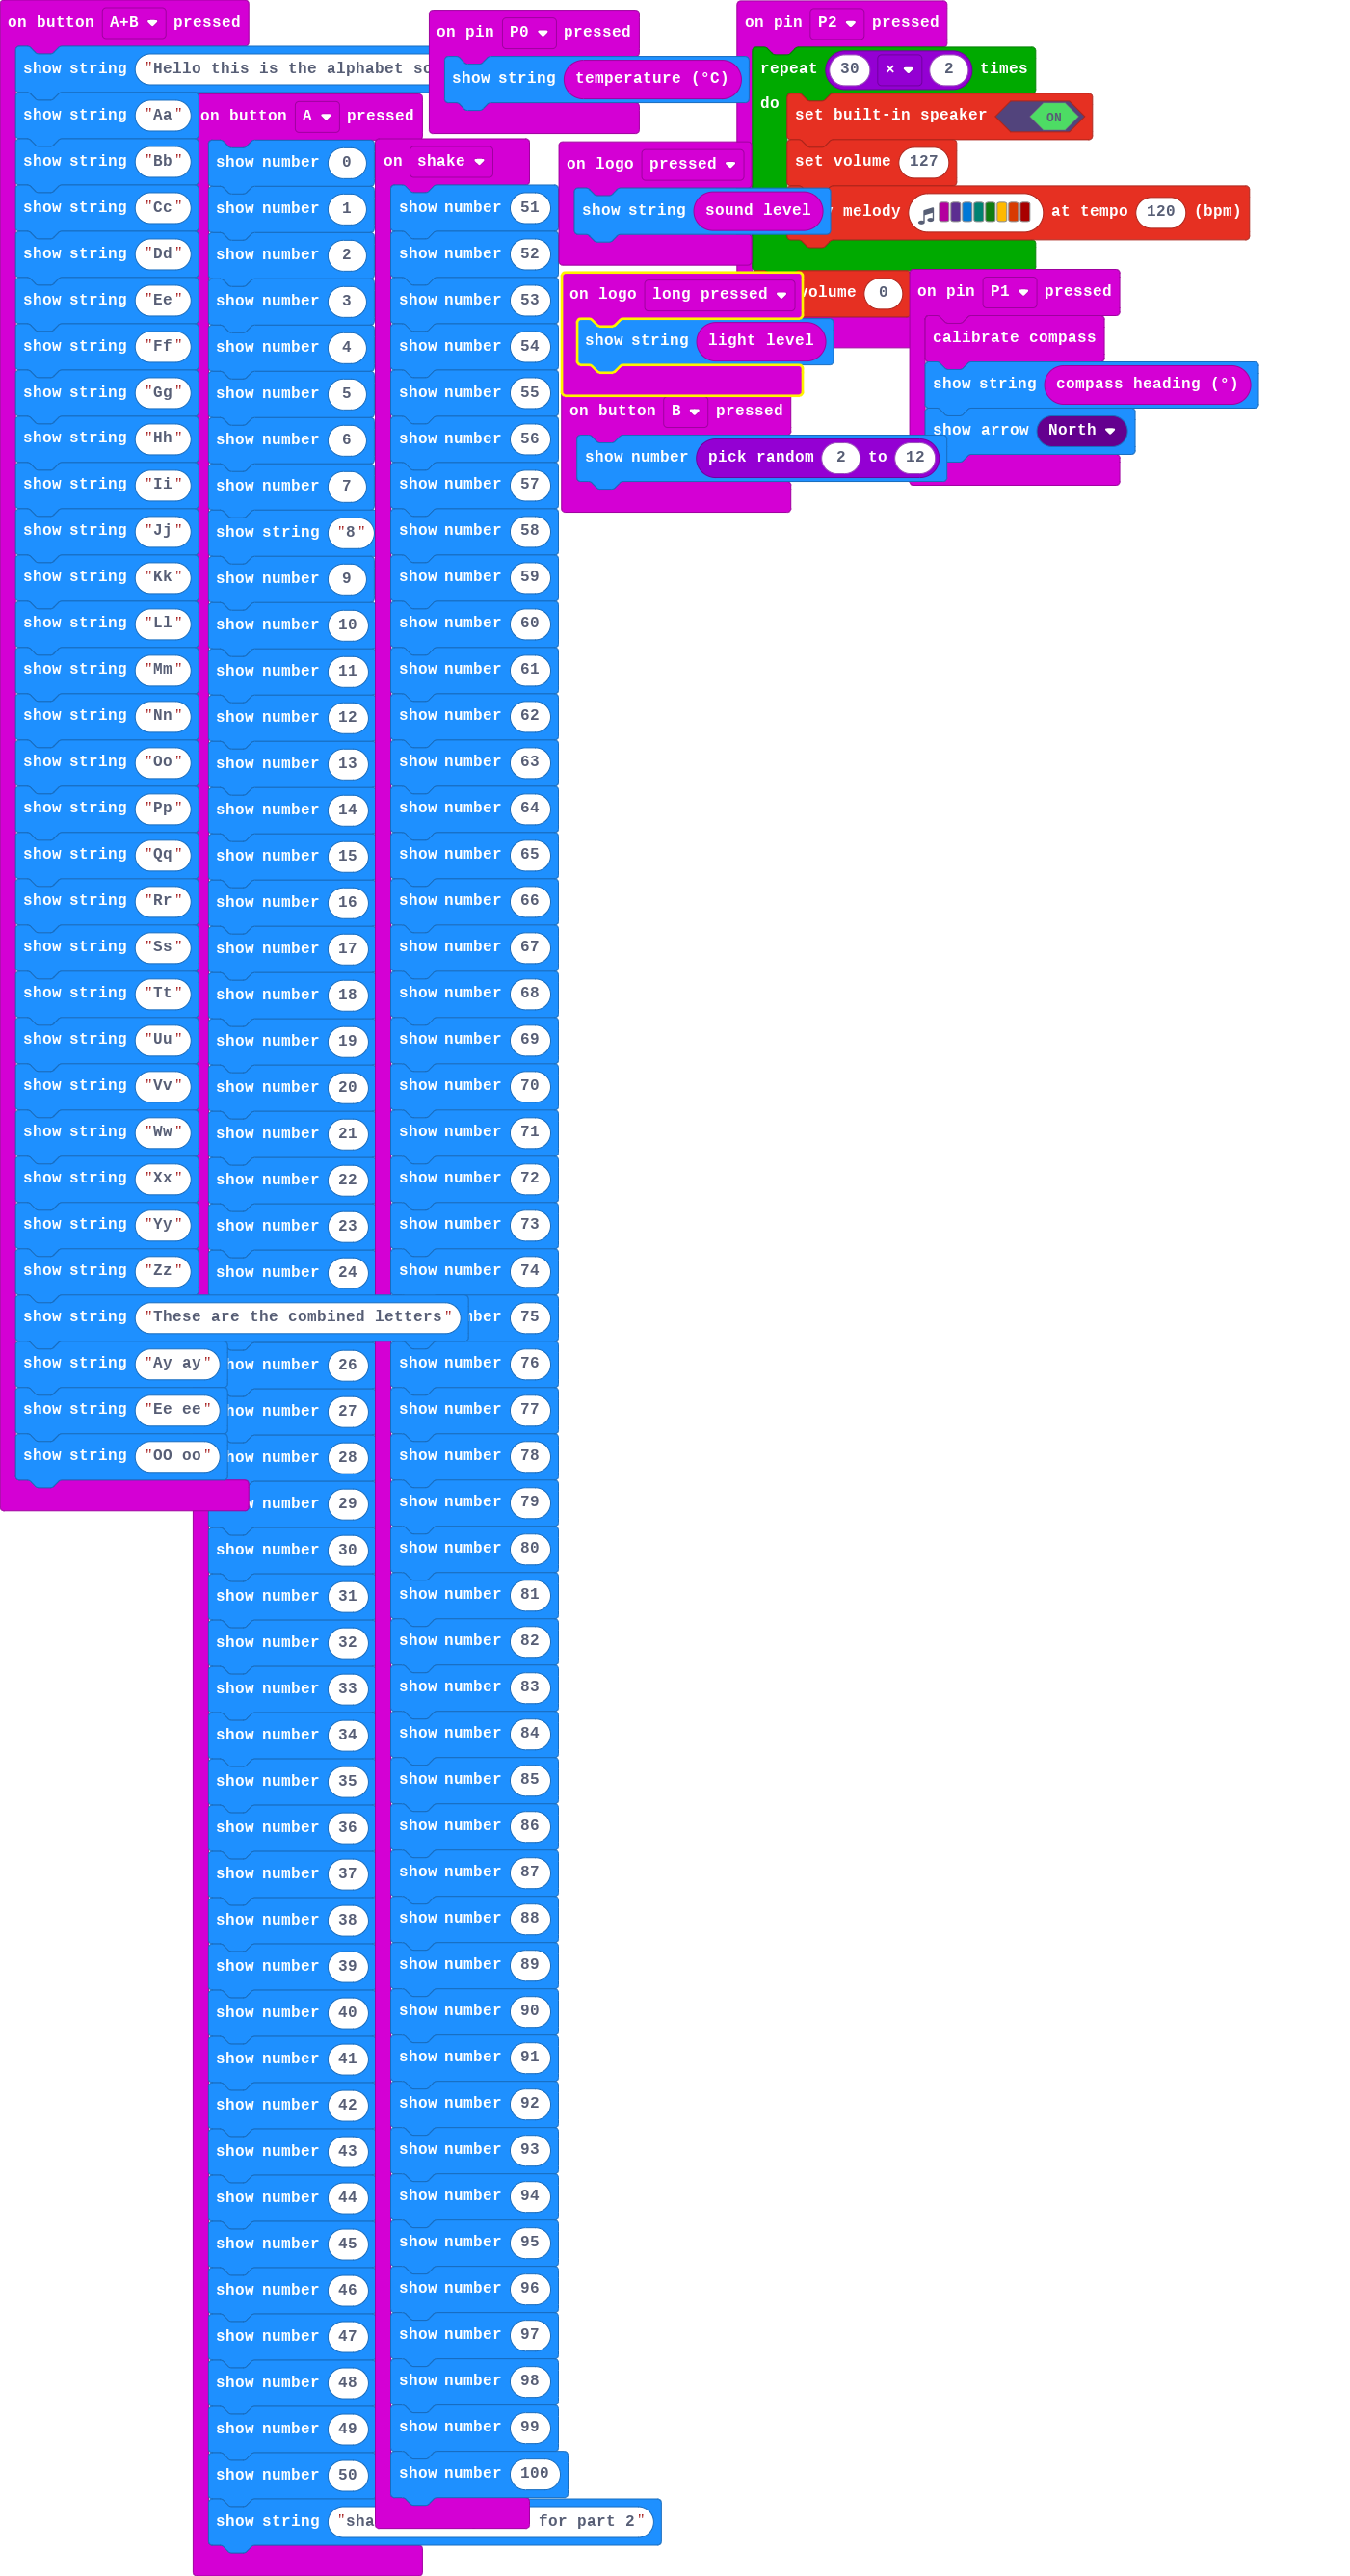 on button A+B pressed
show string "Hello this is the alphabet
show string "Aa"
show string "Bb"
show string "Cc"
show string "Dd"
show string "Ee"
show string "Ff"
show string "Gg"
show string "Hh"
show string "Ii"
show string "Jj"
show string "Kk"
show string "Ll"
show string "Mm"
show string "Nn"
show string "Oo"
show string "Pp"
show string "Qq"
show string "Rr"
show string "Ss"
show string "Tt"
show string "Uu"
show string "Vv"
show string "Ww"
show string "Xx"
show string "Yy"
show string "Zz"
show string "These are the combined letters"
show string "Ay ay"
show string "Ee ee"
show string "OO oo"
on button A pressed
show number 0
show number 1
show number 2
show number 3
show number 4
show number 5
show number 6
show number 7
show string "8"
show number 9
show number 10
show number 11
show number 12
show number 13
show number 14
show number 15
show number 16
show number 17
show number 18
show number 19
show number 20
show number 21
show number 22
show number 23
show number 24
show number 26
show number 27
show number 28
number 29
show number 30
show number 31
show number 32
show number 33
show number 34
show number 35
show number 36
show number 37
show number 38
show number 39
show number 40
show number 41
show number 42
show number 43
show number 44
show number 45
show number 46
show number 47
show number 48
show number 49
show number 50
show string "sha for part 2"
on shake
show number 51
show number 52
show number 53
show number 54
show number 55
show number 56
show number 57
show number 58
show number 59
show number 60
show number 61
show number 62
show number 63
show number 64
show number 65
show number 66
show number 67
show number 68
show number 69
show number 70
show number 71
show number 72
show number 73
show number 74
75
show number 76
show number 77
show number 78
show number 79
show number 80
show number 81
show number 82
show number 83
show number 84
show number 85
show number 86
show number 87
show number 88
show number 89
show number 90
show number 91
show number 92
show number 93
show number 94
show number 95
show number 96
show number 97
show number 98
show number 99
show number 100
on pin P0 pressed
show string temperature (°C)
on logo pressed
show string sound level
on logo long pressed
show string light level
on button B pressed
show number pick random 2 to 12
on pin P2 pressed
repeat 30 × 2 times
do
set built-in speaker ON
set volume 127
melody at tempo 120 (bpm)
volume 0
on pin P1 pressed
calibrate compass
show string compass heading (°)
show arrow North